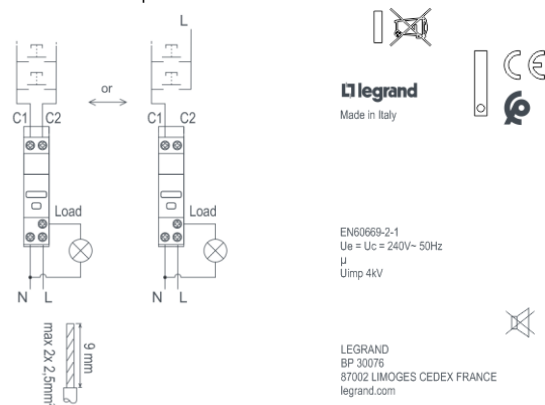 L
or
C1 C2
C1 C2
Load
Load
N L
N L
9 mm
max 2x 2,5mm²
legrand
Made in Italy
CE
EN60669-2-1
Ue = Uc = 240V~ 50Hz
μ
Uimp 4kV
LEGRAND
BP 30076
87002 LIMOGES CEDEX FRANCE
legrand.com